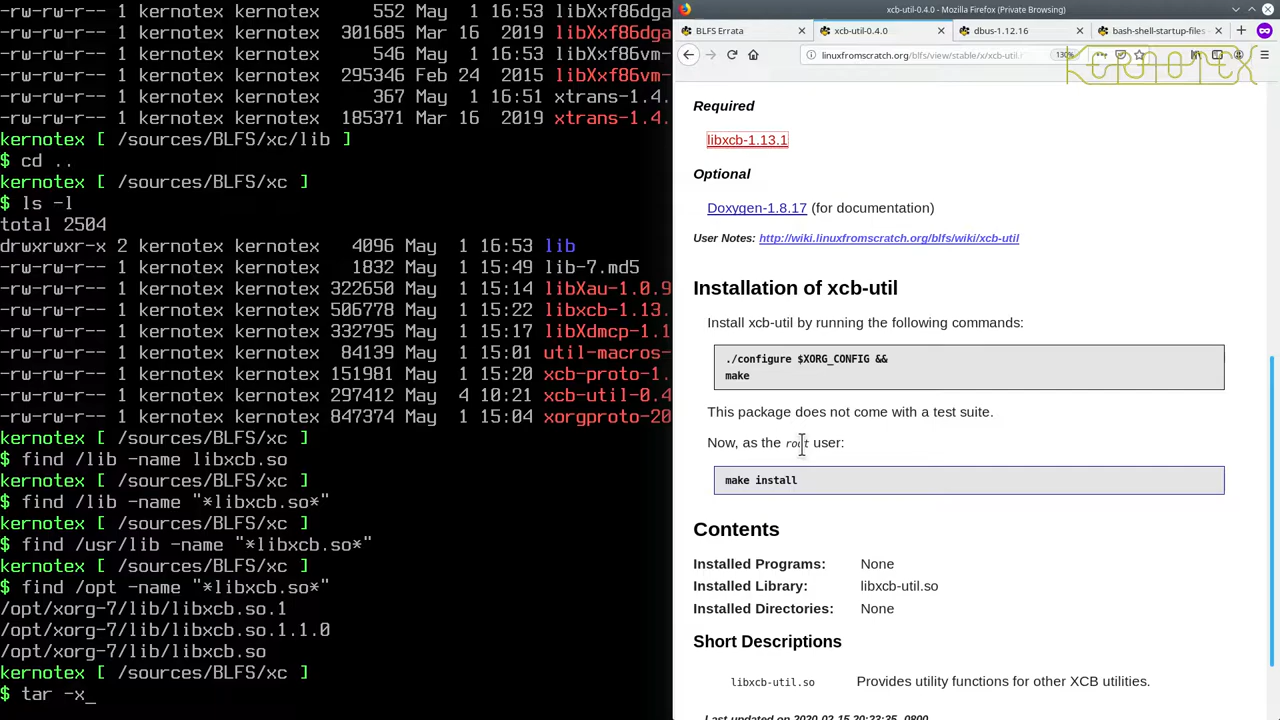 -rw-rw-r-- 1 kernotex kernotex     552 May  1 16:53 libXxf86dga
-rw-rw-r-- 1 kernotex kernotex  301685 Mar 16  2019 libXxf86dga
-rw-rw-r-- 1 kernotex kernotex     546 May  1 16:53 libXxf86vm-
-rw-rw-r-- 1 kernotex kernotex  295346 Feb 24  2015 libXxf86vm-
-rw-rw-r-- 1 kernotex kernotex     367 May  1 16:51 xtrans-1.4.
-rw-rw-r-- 1 kernotex kernotex  185371 Mar 16  2019 xtrans-1.4.
kernotex [ /sources/BLFS/xc/lib ]
$ cd ..
kernotex [ /sources/BLFS/xc ]
$ ls -l
total 2504
drwxrwxr-x 2 kernotex kernotex   4096 May  1 16:53 lib
-rw-rw-r-- 1 kernotex kernotex   1832 May  1 15:49 lib-7.md5
-rw-rw-r-- 1 kernotex kernotex 322650 May  1 15:14 libXau-1.0.9
-rw-rw-r-- 1 kernotex kernotex 506778 May  1 15:22 libxcb-1.13.
-rw-rw-r-- 1 kernotex kernotex 332795 May  1 15:17 libXdmcp-1.1
-rw-rw-r-- 1 kernotex kernotex  84139 May  1 15:01 util-macros-
-rw-rw-r-- 1 kernotex kernotex 151981 May  1 15:20 xcb-proto-1.
-rw-rw-r-- 1 kernotex kernotex 297412 May  4 10:21 xcb-util-0.4
-rw-rw-r-- 1 kernotex kernotex 847374 May  1 15:04 xorgproto-20
kernotex [ /sources/BLFS/xc ]
$ find /lib -name libxcb.so
kernotex [ /sources/BLFS/xc ]
$ find /lib -name "*libxcb.so*"
kernotex [ /sources/BLFS/xc ]
$ find /usr/lib -name "*libxcb.so*"
kernotex [ /sources/BLFS/xc ]
$ find /opt -name "*libxcb.so*"
/opt/xorg-7/lib/libxcb.so.1
/opt/xorg-7/lib/libxcb.so.1.1.0
/opt/xorg-7/lib/libxcb.so
kernotex [ /sources/BLFS/xc ]
$ tar -x_
xcb-util-0.4.0 - Mozilla Firefox (Private Browsing)
BLFS Errata
xcb-util-0.4.0
dbus-1.12.16
bash-shell-startup-files
https://linuxfromscratch.org/blfs/view/stable/x/xcb-util.
130%
kernotex
Required
libxcb-1.13.1
Optional
Doxygen-1.8.17 (for documentation)
User Notes: http://wiki.linuxfromscratch.org/blfs/wiki/xcb-util
Installation of xcb-util
Install xcb-util by running the following commands:
./configure $XORG_CONFIG &&
make
This package does not come with a test suite.
Now, as the root user:
make install
Contents
Installed Programs: None
Installed Library: libxcb-util.so
Installed Directories: None
Short Descriptions
libxcb-util.so Provides utility functions for other XCB utilities.
Last updated on 2020-02-15 20:23:35 -0800